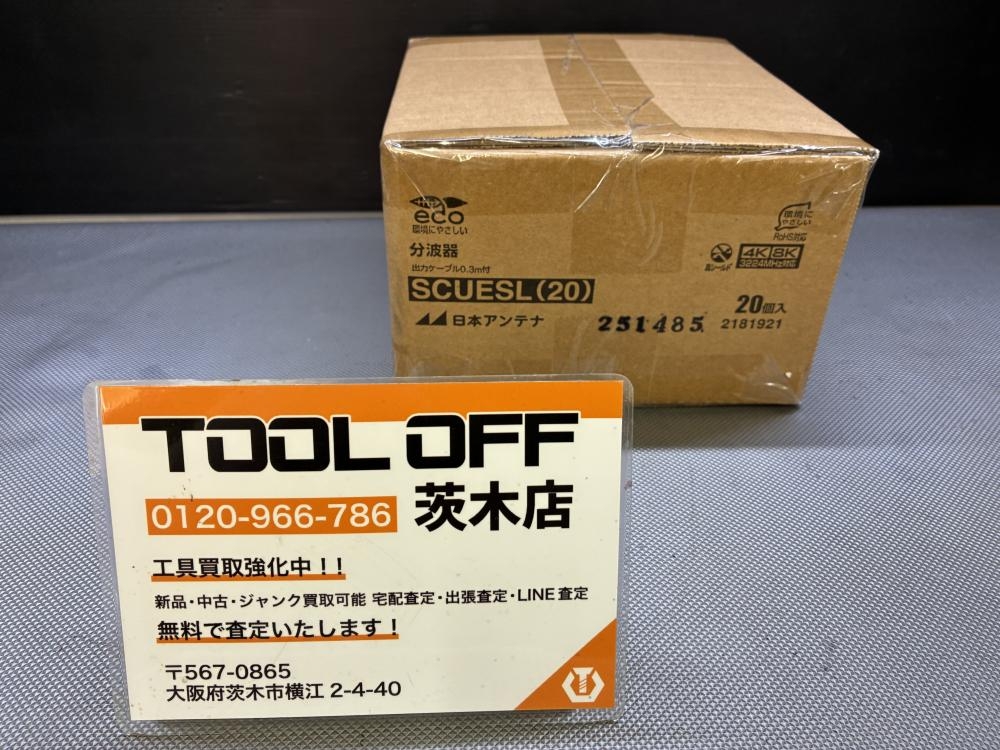 eco
環境にやさしい
分波器
出力ケーブル0.3m付
SCUESL(20)
日本アンテナ
251485
環境に
やさしい
RoHS対応
高シールド
4K 8K
3224MHz対応
20個入
2181921
TOOL OFF
0120-966-786
茨木店
工具買取強化中!!
新品・中古・ジャンク買取可能 宅配査定・出張査定・LINE査定
無料で査定いたします!
〒567-0865
大阪府茨木市横江 2-4-40